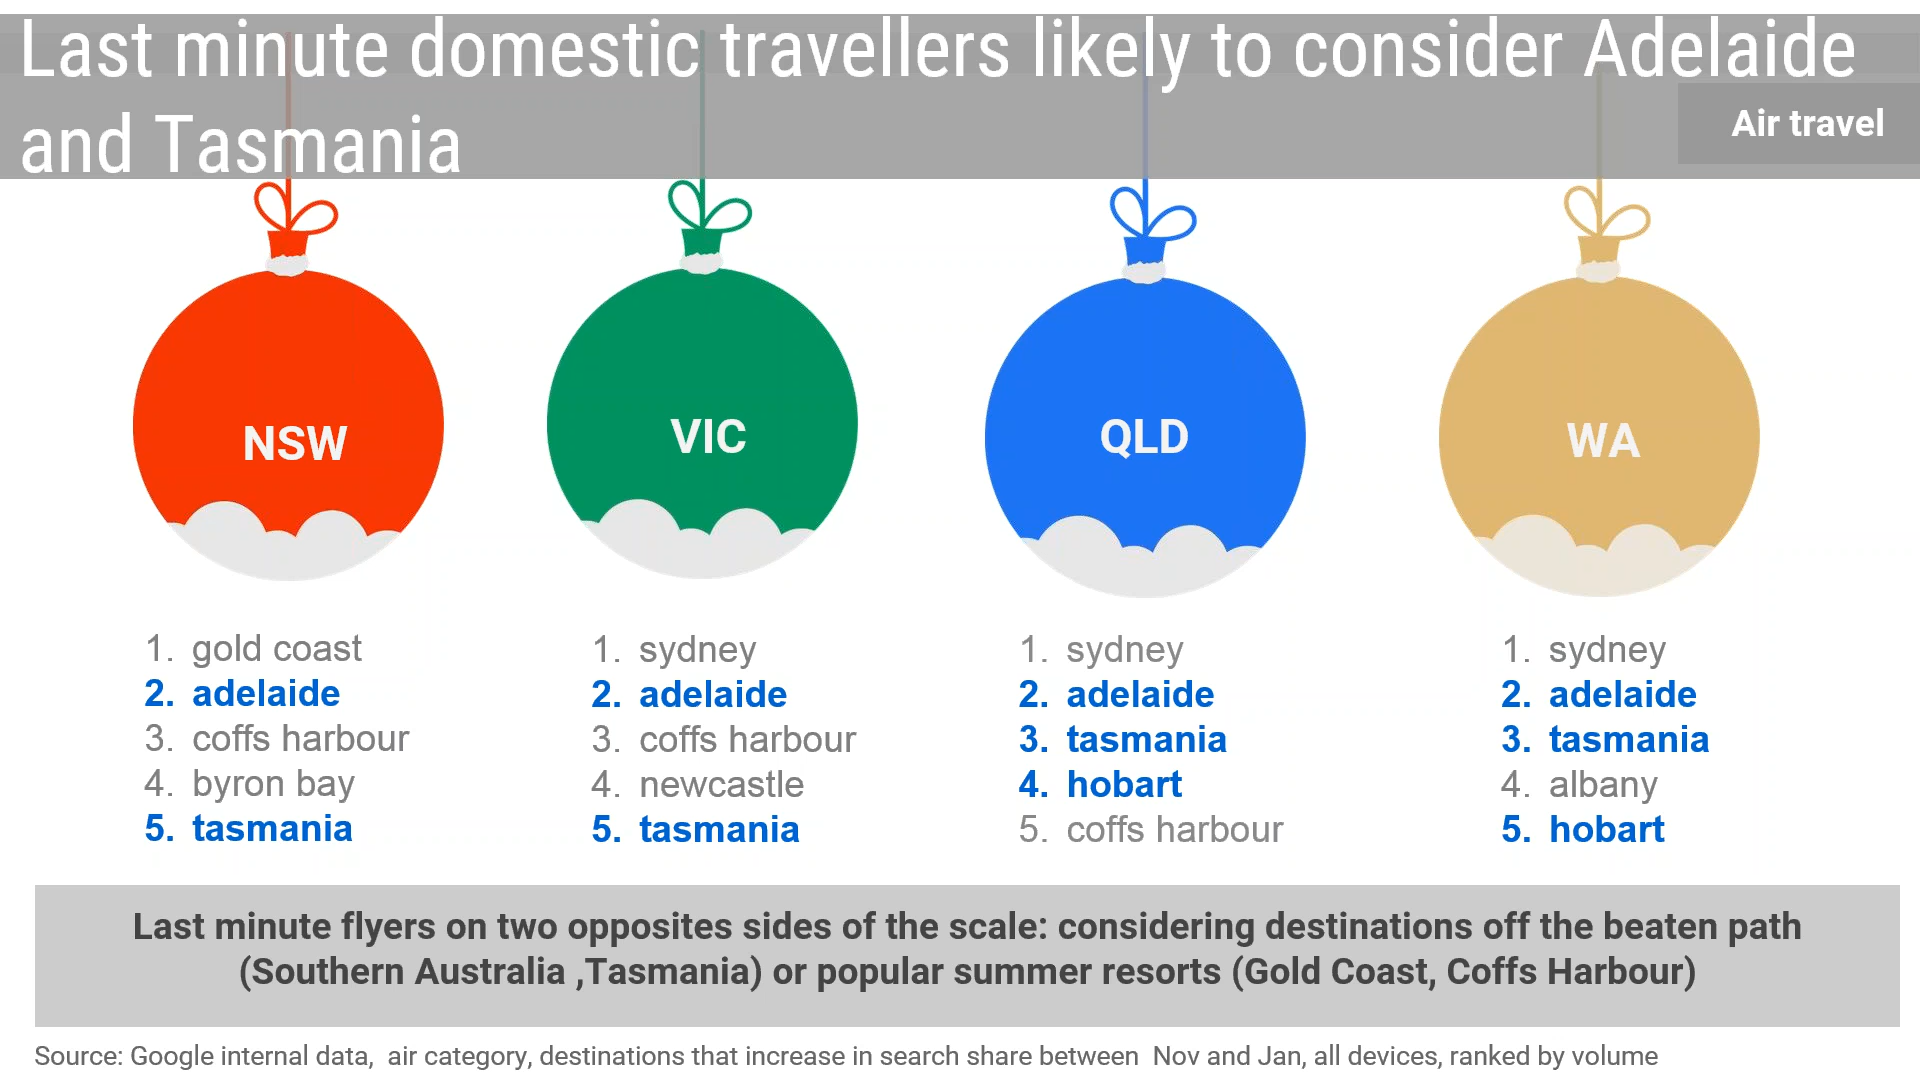 Last minute domestic travellers likely to consider Adelaide
and Tasmania
Air travel
NSW
VIC
QLD
WA
1. gold coast
2. adelaide
3. coffs harbour
4. byron bay
5. tasmania
1. sydney
2. adelaide
3. coffs harbour
4. newcastle
5. tasmania
1. sydney
2. adelaide
3. tasmania
4. hobart
5. coffs harbour
1. sydney
2. adelaide
3. tasmania
4. albany
5. hobart
Last minute flyers on two opposites sides of the scale: considering destinations off the beaten path
(Southern Australia ,Tasmania) or popular summer resorts (Gold Coast, Coffs Harbour)
Source: Google internal data,  air category, destinations that increase in search share between  Nov and Jan, all devices, ranked by volume